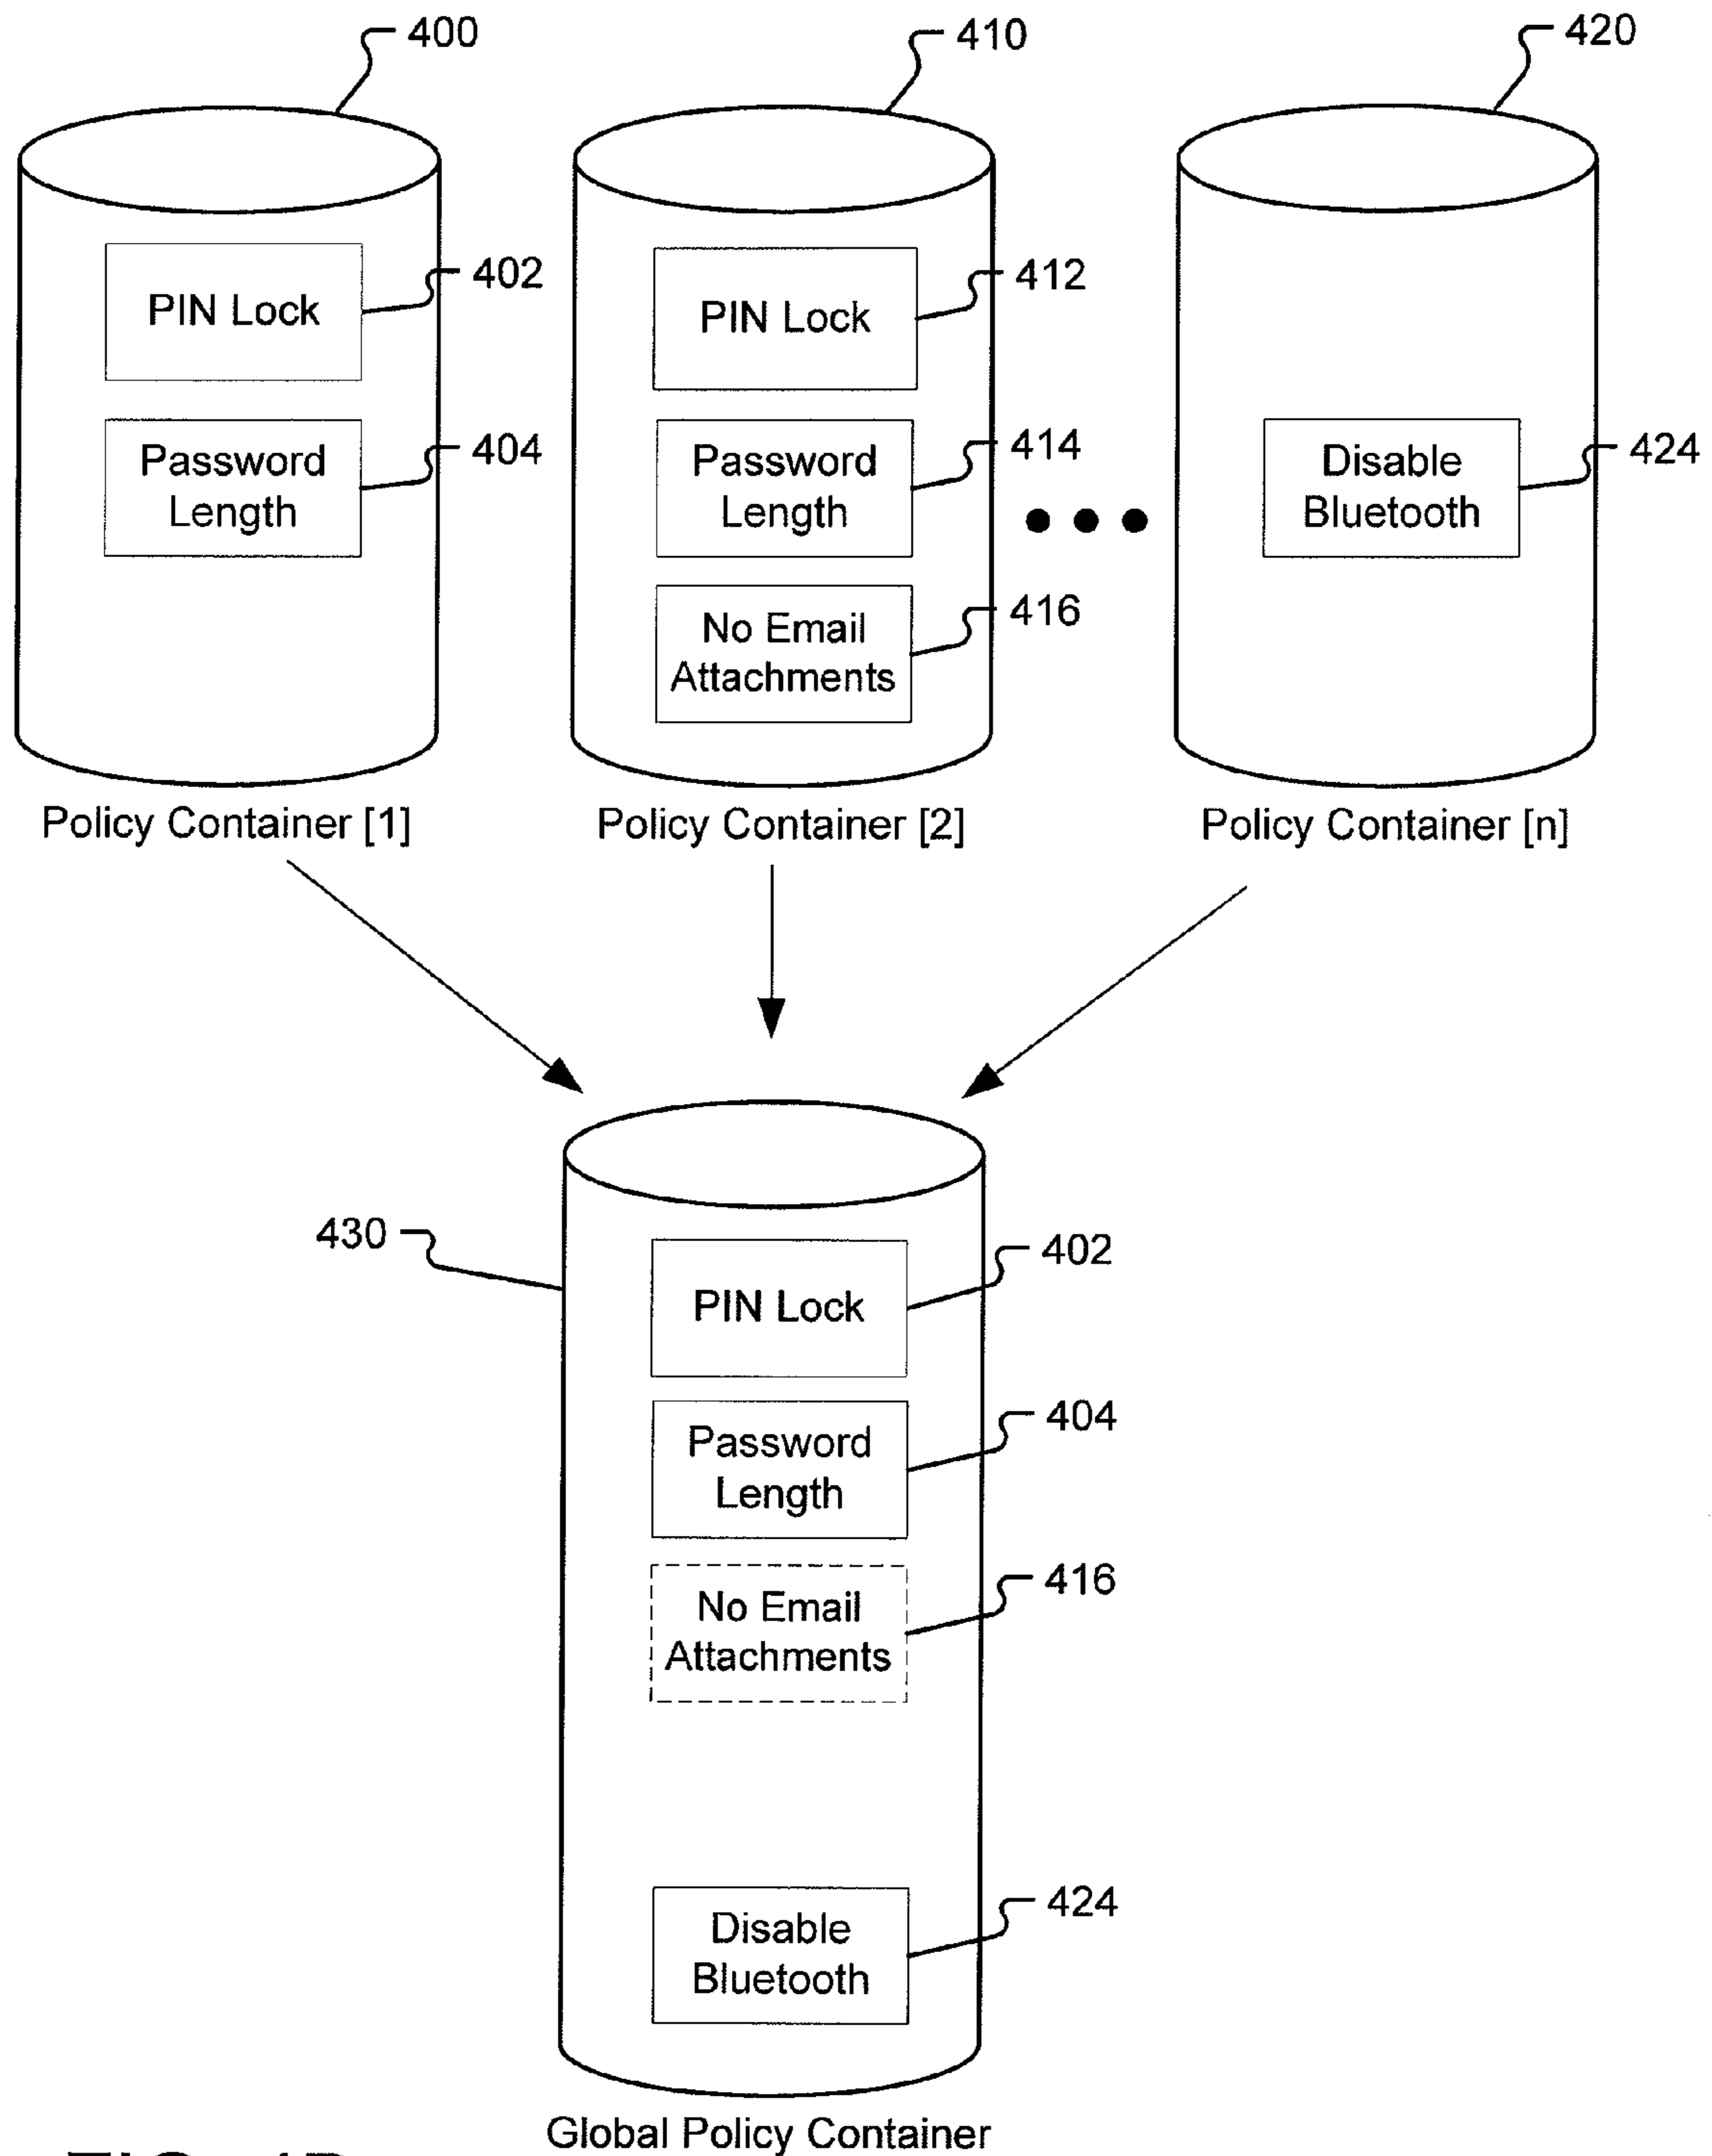 400
410
420
PIN Lock
402
PIN Lock
412
Password
Length
404
Password
Length
414
Disable
Bluetooth
424
No Email
Attachments
416
Policy Container [1]
Policy Container [2]
Policy Container [n]
430
PIN Lock
402
Password
Length
404
No Email
Attachments
416
Disable
Bluetooth
424
Global Policy Container